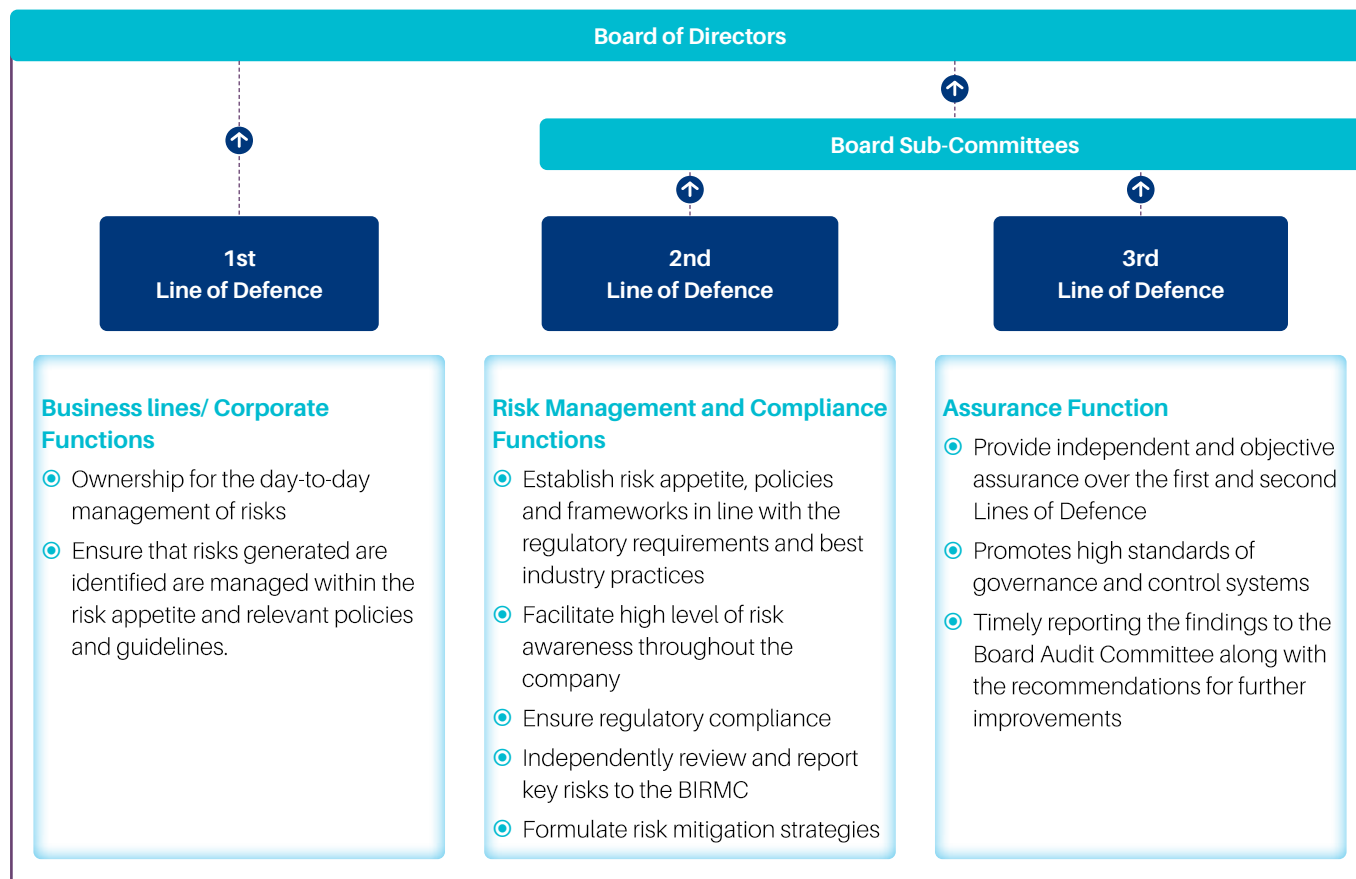 Board of Directors
Board Sub-Committees
1st
Line of Defence
2nd
Line of Defence
3rd
Line of Defence
Business lines/ Corporate
Functions
Ownership for the day-to-day
management of risks
Ensure that risks generated are
identified are managed within the
risk appetite and relevant policies
and guidelines.
Risk Management and Compliance
Functions
Establish risk appetite, policies
and frameworks in line with the
regulatory requirements and best
industry practices
Facilitate high level of risk
awareness throughout the
company
Ensure regulatory compliance
Independently review and report
key risks to the BIRMC
Formulate risk mitigation strategies
Assurance Function
Provide independent and objective
assurance over the first and second
Lines of Defence
Promotes high standards of
governance and control systems
Timely reporting the findings to the
Board Audit Committee along with
the recommendations for further
improvements